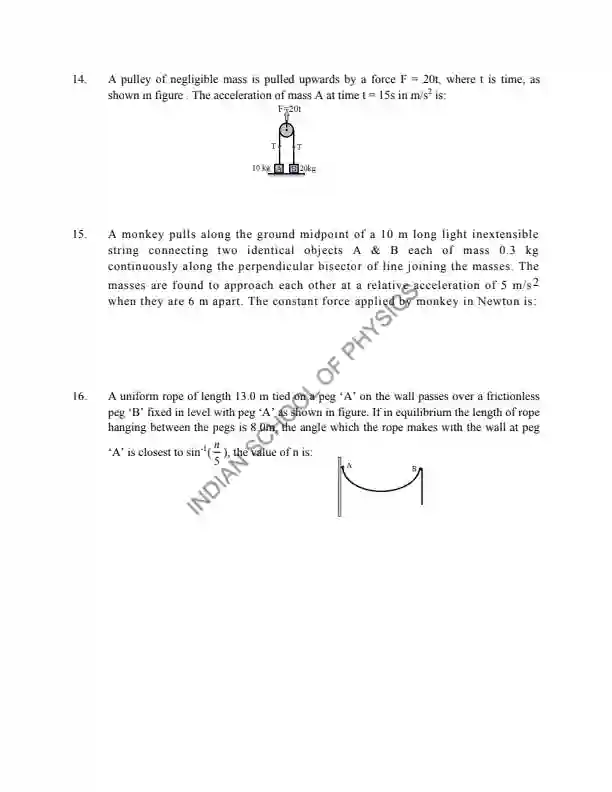 14. A pulley of negligible mass is pulled upwards by a force F = 20t, where t is time, as
shown in figure . The acceleration of mass A at time t = 15s in m/s² is:
F=20t
T T
10 kg A B 20kg
15. A monkey pulls along the ground midpoint of a 10 m long light inextensible
string connecting two identical objects A & B each of mass 0.3 kg
continuously along the perpendicular bisector of line joining the masses. The
masses are found to approach each other at a relative acceleration of 5 m/s²
when they are 6 m apart. The constant force applied by monkey in Newton is:
16. A uniform rope of length 13.0 m tied on a peg ‘A’ on the wall passes over a frictionless
peg ‘B’ fixed in level with peg ‘A’ as shown in figure. If in equilibrium the length of rope
hanging between the pegs is 8.0m, the angle which the rope makes with the wall at peg
‘A’ is closest to sin⁻¹(n/5), the value of n is:
A B
INDIAN SCHOOL OF PHYSICS